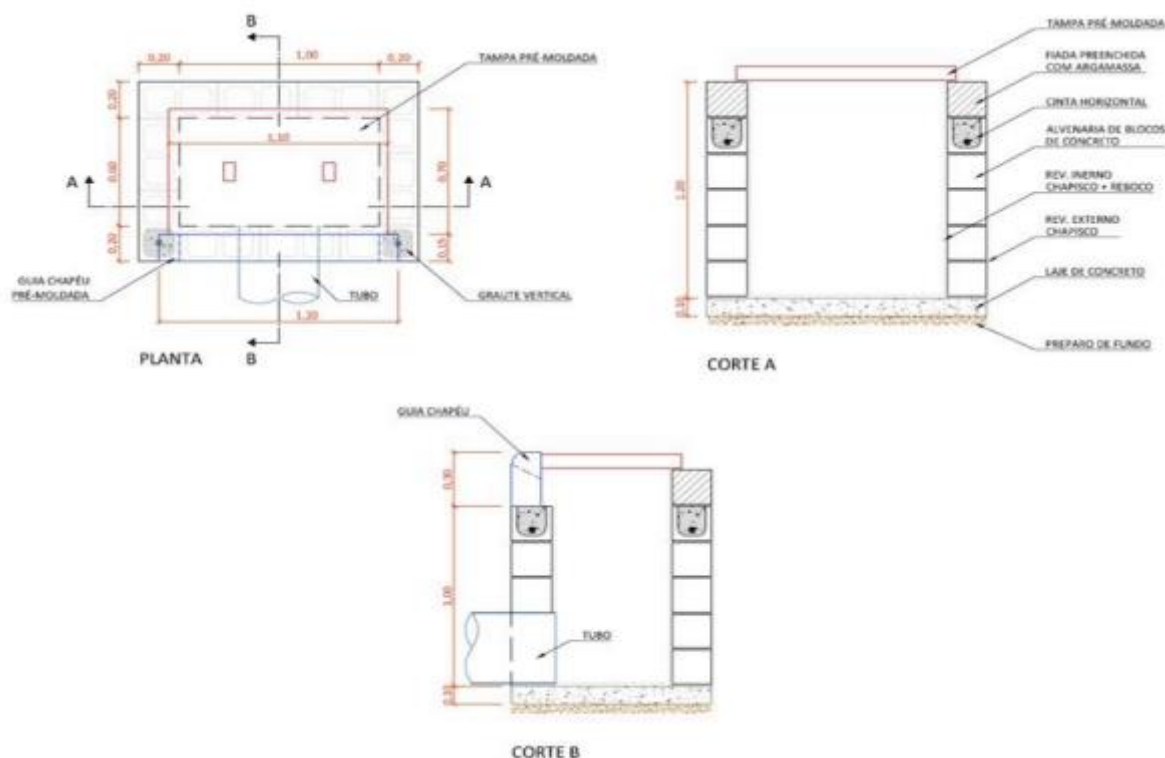 B
0,20
1,00
0,20
TAMPA PRÉ-MOLDADA
0,20
1,10
0,60
0,70
A
A
0,20
0,15
GUIA CHAPÉU
PRÉ-MOLDADA
TUBO
GRAUTE VERTICAL
1,20
PLANTA
B
TAMPA PRÉ-MOLDADA
FIADA PREENCHIDA
COM ARGAMASSA
CINTA HORIZONTAL
ALVENARIA DE BLOCOS
DE CONCRETO
1,20
REV. INERNO
CHAPISCO + REBOCO
REV. EXTERNO
CHAPISCO
LAJE DE CONCRETO
0,10
PREPARO DE FUNDO
CORTE A
GUIA CHAPÉU
0,30
1,00
TUBO
0,10
CORTE B